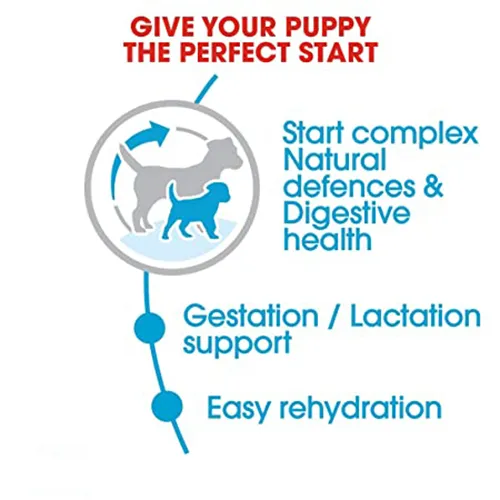 GIVE YOUR PUPPY
THE PERFECT START
Start complex
Natural
defences &
Digestive
health
Gestation / Lactation
support
Easy rehydration